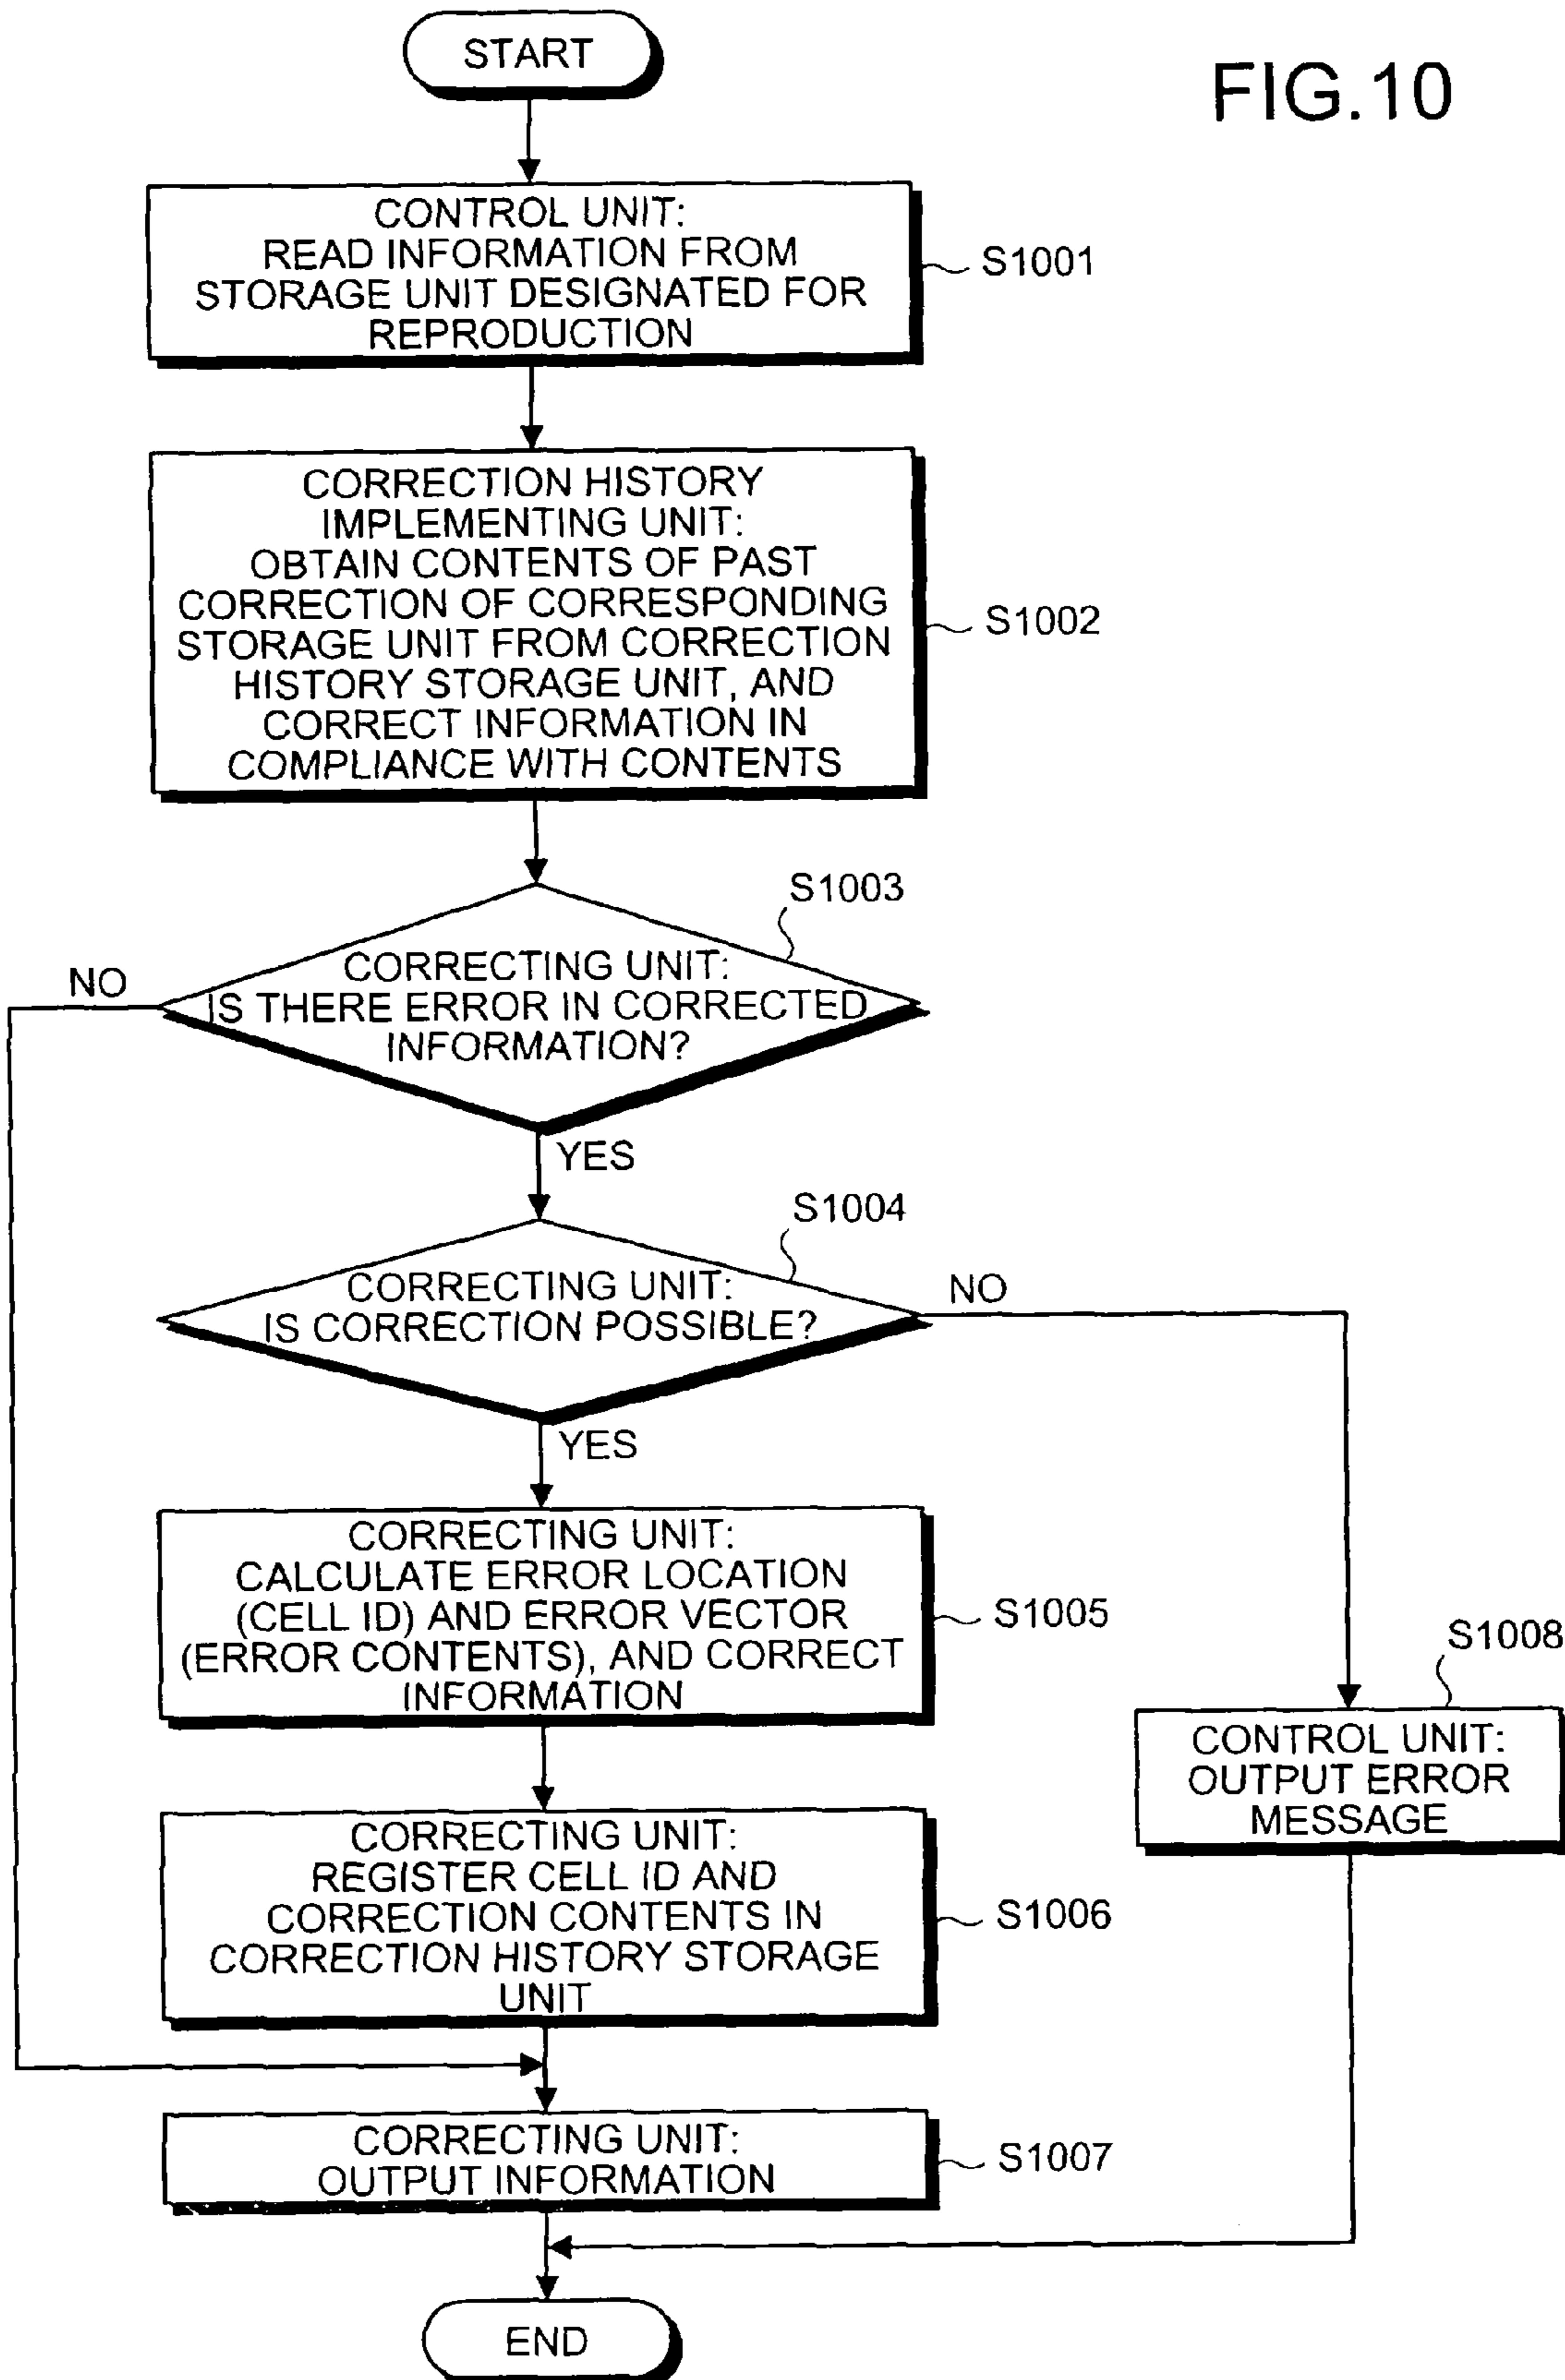 START
FIG.10
CONTROL UNIT:
READ INFORMATION FROM
STORAGE UNIT DESIGNATED FOR
REPRODUCTION
S1001
CORRECTION HISTORY
IMPLEMENTING UNIT:
OBTAIN CONTENTS OF PAST
CORRECTION OF CORRESPONDING
STORAGE UNIT FROM CORRECTION
HISTORY STORAGE UNIT, AND
CORRECT INFORMATION IN
COMPLIANCE WITH CONTENTS
S1002
S1003
NO
CORRECTING UNIT:
IS THERE ERROR IN CORRECTED
INFORMATION?
YES
S1004
CORRECTING UNIT:
IS CORRECTION POSSIBLE?
NO
YES
CORRECTING UNIT:
CALCULATE ERROR LOCATION
(CELL ID) AND ERROR VECTOR
(ERROR CONTENTS), AND CORRECT
INFORMATION
S1005
S1008
CONTROL UNIT:
OUTPUT ERROR
MESSAGE
CORRECTING UNIT:
REGISTER CELL ID AND
CORRECTION CONTENTS IN
CORRECTION HISTORY STORAGE
UNIT
S1006
CORRECTING UNIT:
OUTPUT INFORMATION
S1007
END